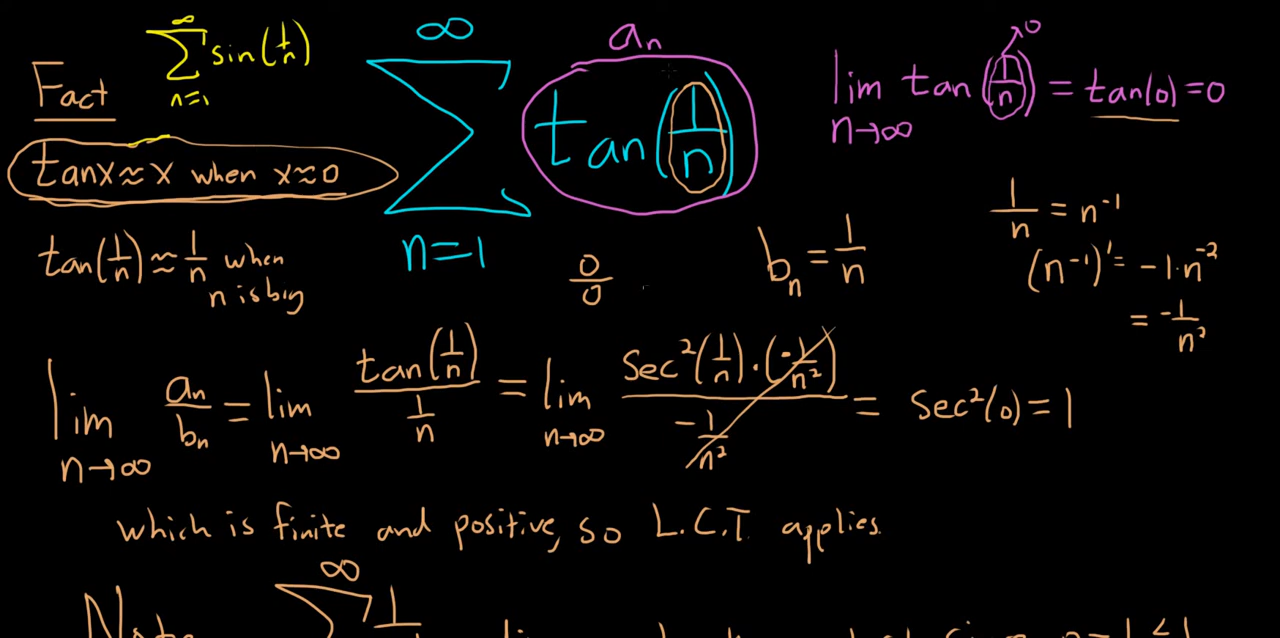 ∞
∑ sin(1/n)
n=1
Fact
tanx≈x when x≈0
tan(1/n) ≈ 1/n when
n is big
∞
∑ tan(1/n)
n=1
aₙ
lim tan(1/n) = tan(0) = 0
n→∞
→0
0/0
bₙ = 1/n
1/n = n⁻¹
(n⁻¹)' = -1·n⁻²
= -1/n²
lim aₙ/bₙ = lim tan(1/n)/(1/n) = lim sec²(1/n)·(-1/n²)/(-1/n²) = sec²(0) = 1
n→∞ n→∞ n→∞
which is finite and positive, so L.C.T. applies.
∞
∑ 1